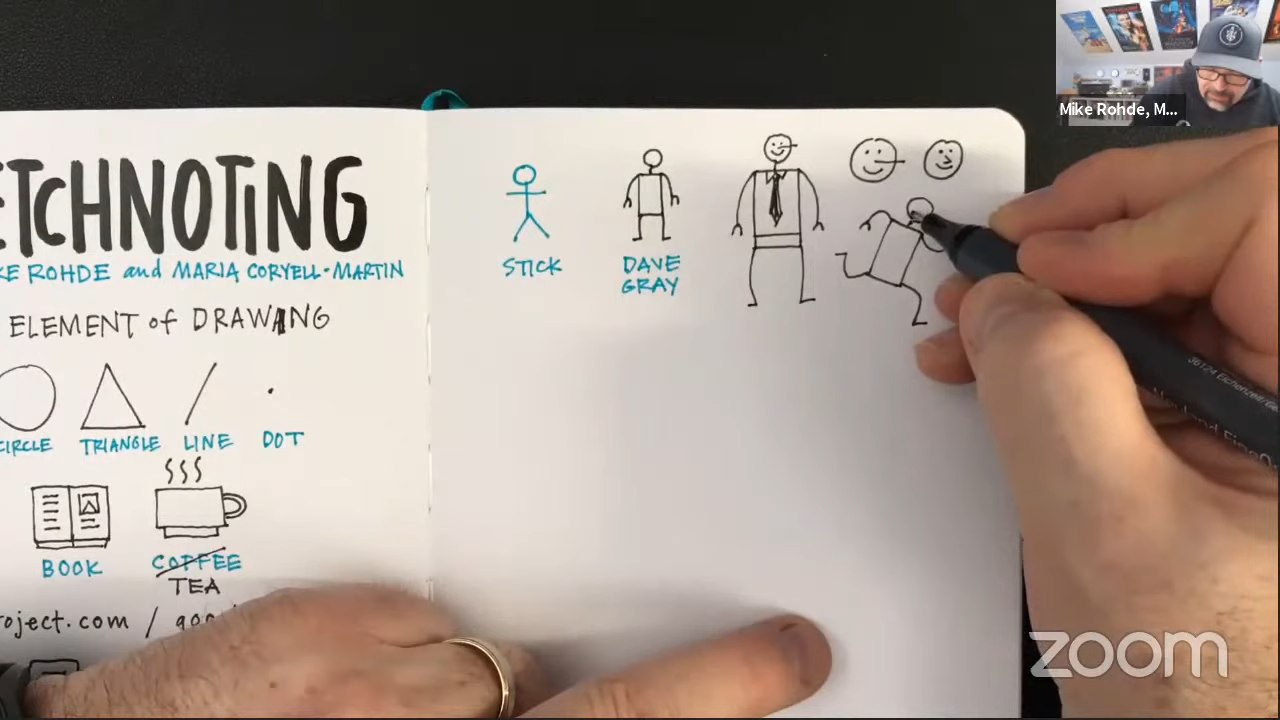 ETCHNOTING
KE ROHDE and MARIA CORYELL-MARTIN
ELEMENT of DRAWING
CIRCLE TRIANGLE LINE DOT
BOOK COFFEE
TEA
roject.com /
STICK
DAVE
GRAY
Mike Rohde, M...
zoom